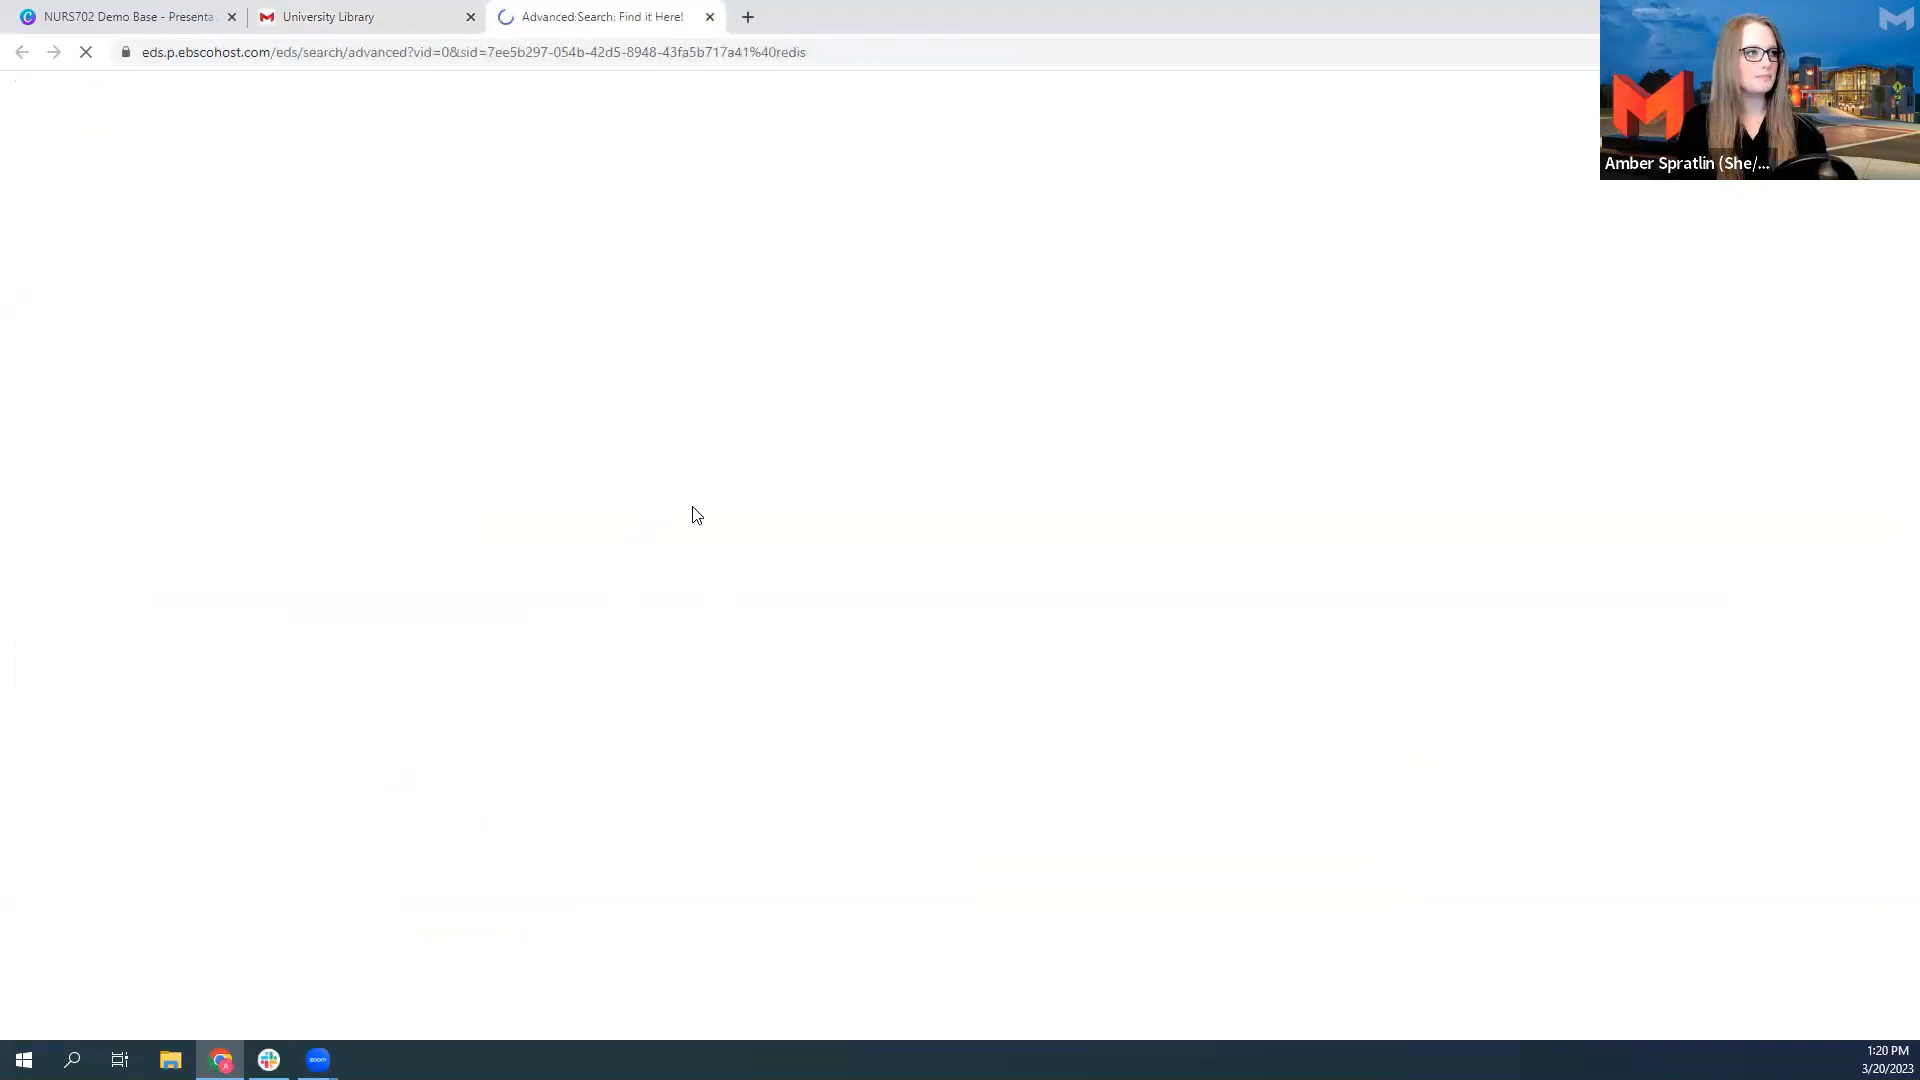 NURS702 Demo Base - Presenta
University Library
Advanced Search: Find it Here!
eds.p.ebscohost.com/eds/search/advanced?vid=0&sid=7ee5b297-054b-42d5-8948-43fa5b717a41%40redis
Amber Spratlin (She/...
zoom
1:20 PM
3/20/2023